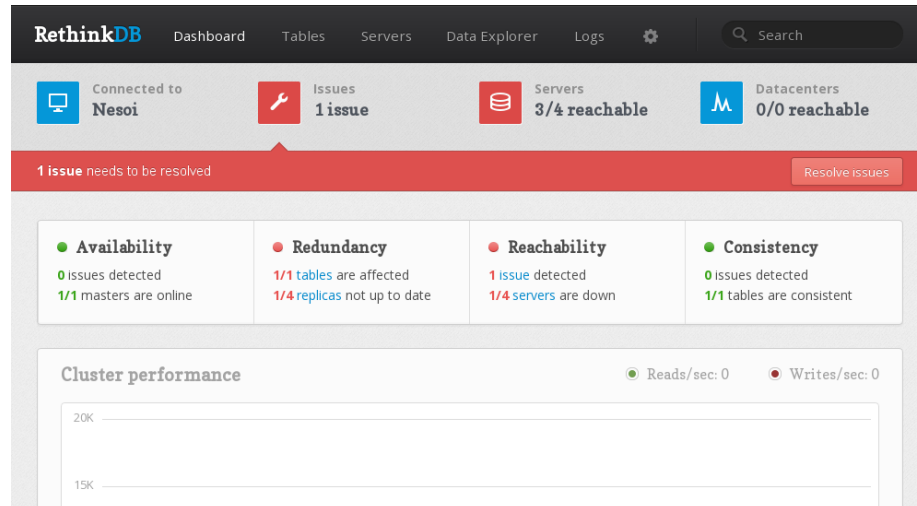 RethinkDB Dashboard Tables Servers Data Explorer Logs Search
Connected to
Nesoi
Issues
1 issue
Servers
3/4 reachable
Datacenters
0/0 reachable
1 issue needs to be resolved
Resolve issues
Availability
0 issues detected
1/1 masters are online
Redundancy
1/1 tables are affected
1/4 replicas not up to date
Reachability
1 issue detected
1/4 servers are down
Consistency
0 issues detected
1/1 tables are consistent
Cluster performance
Reads/sec: 0
Writes/sec: 0
20K
15K